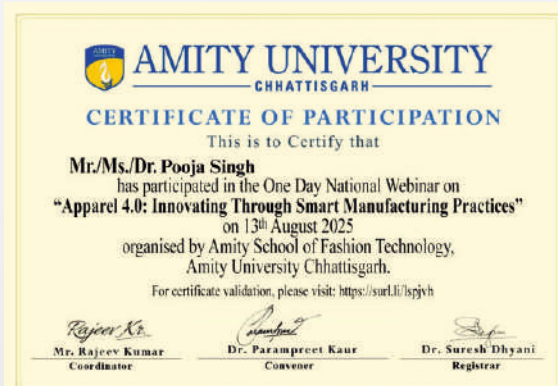 AMITY
AMITY UNIVERSITY
CHHATTISGARH
CERTIFICATE OF PARTICIPATION
This is to Certify that
Mr./Ms./Dr. Pooja Singh
has participated in the One Day National Webinar on
“Apparel 4.0: Innovating Through Smart Manufacturing Practices”
on 13th August 2025
organised by Amity School of Fashion Technology,
Amity University Chhattisgarh.
For certificate validation, please visit: https://surl.li/lspjvh
Rajeev Kr.
Mr. Rajeev Kumar
Dr. Parampreet Kaur
Dr. Suresh Dhyani
Coordinator
Convener
Registrar